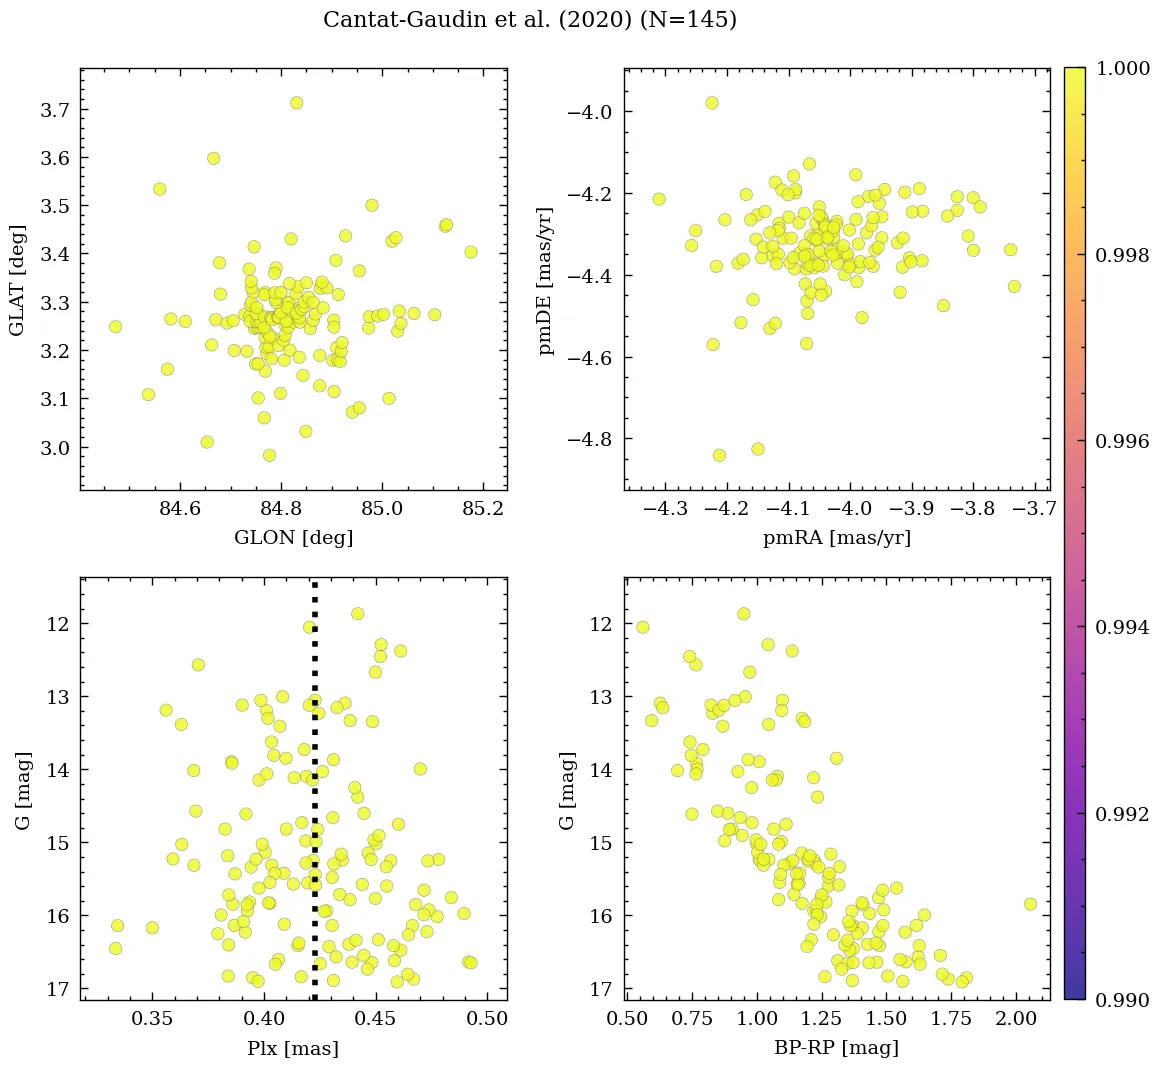 Cantat-Gaudin et al. (2020) (N=145)
3.7
3.6
3.5
3.4
3.3
3.2
3.1
3.0
GLAT [deg]
84.6 84.8 85.0 85.2
GLON [deg]
−4.0
−4.2
−4.4
−4.6
−4.8
pmDE [mas/yr]
−4.3 −4.2 −4.1 −4.0 −3.9 −3.8 −3.7
pmRA [mas/yr]
12
13
14
15
16
17
G [mag]
0.35 0.40 0.45 0.50
Plx [mas]
12
13
14
15
16
17
G [mag]
0.50 0.75 1.00 1.25 1.50 1.75 2.00
BP-RP [mag]
1.000
0.998
0.996
0.994
0.992
0.990